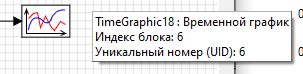 TimeGraphic18 : Временной график
Индекс блока: 6
Уникальный номер (UID): 6